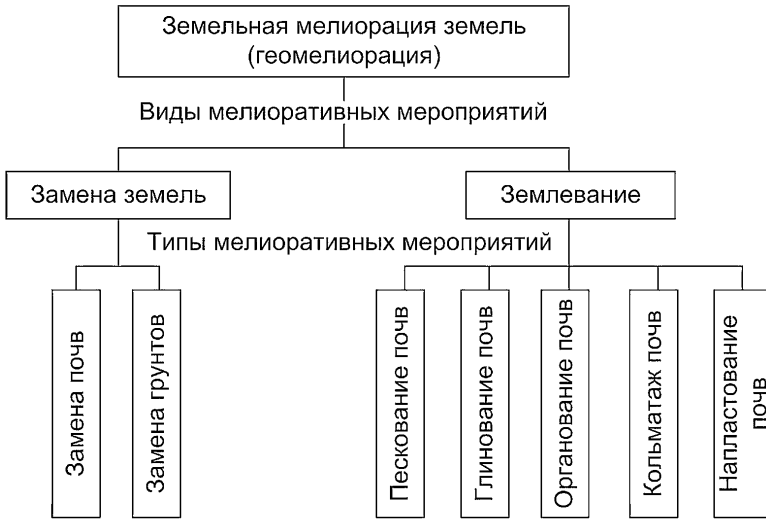 Земельная мелиорация земель
(геомелиорация)
Виды мелиоративных мероприятий
Замена земель
Землевание
Типы мелиоративных мероприятий
Замена почв
Замена грунтов
Пескование почв
Глинование почв
Органование почв
Кольматаж почв
Напластование
почв